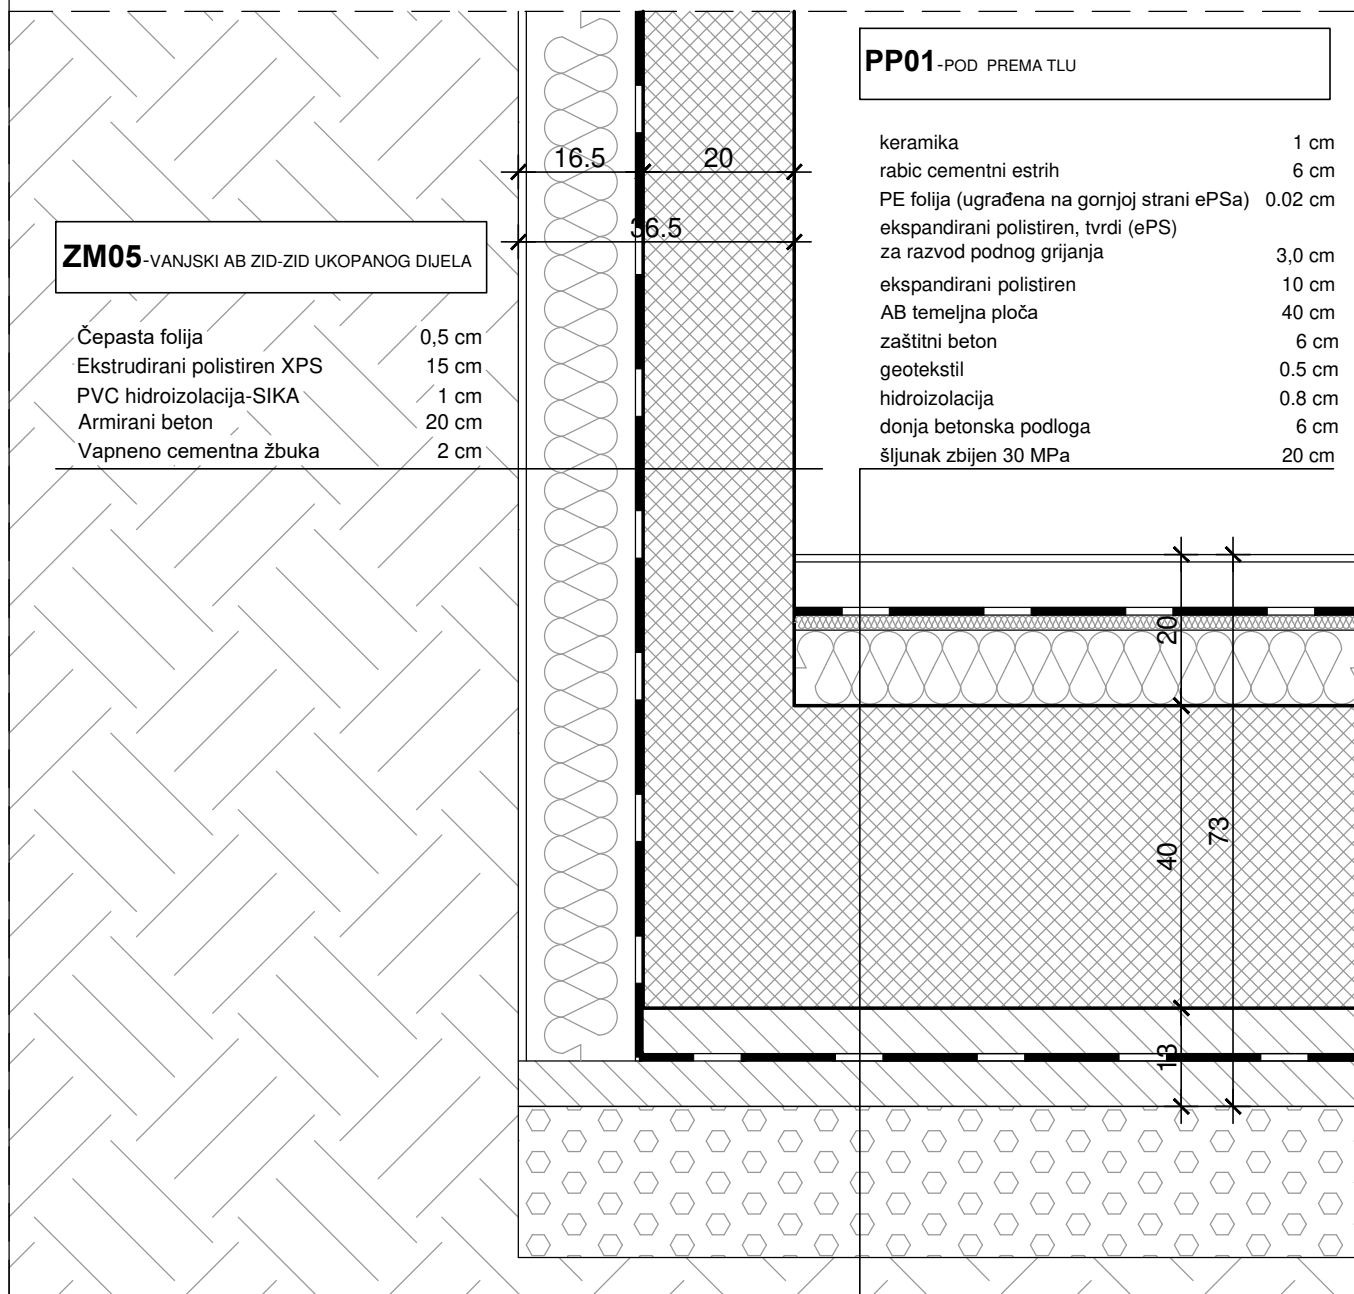 PP01-POD PREMA TLU
keramika 1 cm
rabic cementni estrih 6 cm
PE folija (ugrađena na gornjoj strani ePSa) 0.02 cm
ekspandirani polistiren, tvrdi (ePS)
za razvod podnog grijanja 3,0 cm
ekspandirani polistiren 10 cm
AB temeljna ploča 40 cm
zaštitni beton 6 cm
geotekstil 0.5 cm
hidroizolacija 0.8 cm
donja betonska podloga 6 cm
šljunak zbijen 30 MPa 20 cm
16.5 20
36.5
ZM05-VANJSKI AB ZID-ZID UKOPANOG DIJELA
Čepasta folija 0,5 cm
Ekstrudirani polistiren XPS 15 cm
PVC hidroizolacija-SIKA 1 cm
Armirani beton 20 cm
Vapneno cementna žbuka 2 cm
20
40
73
13